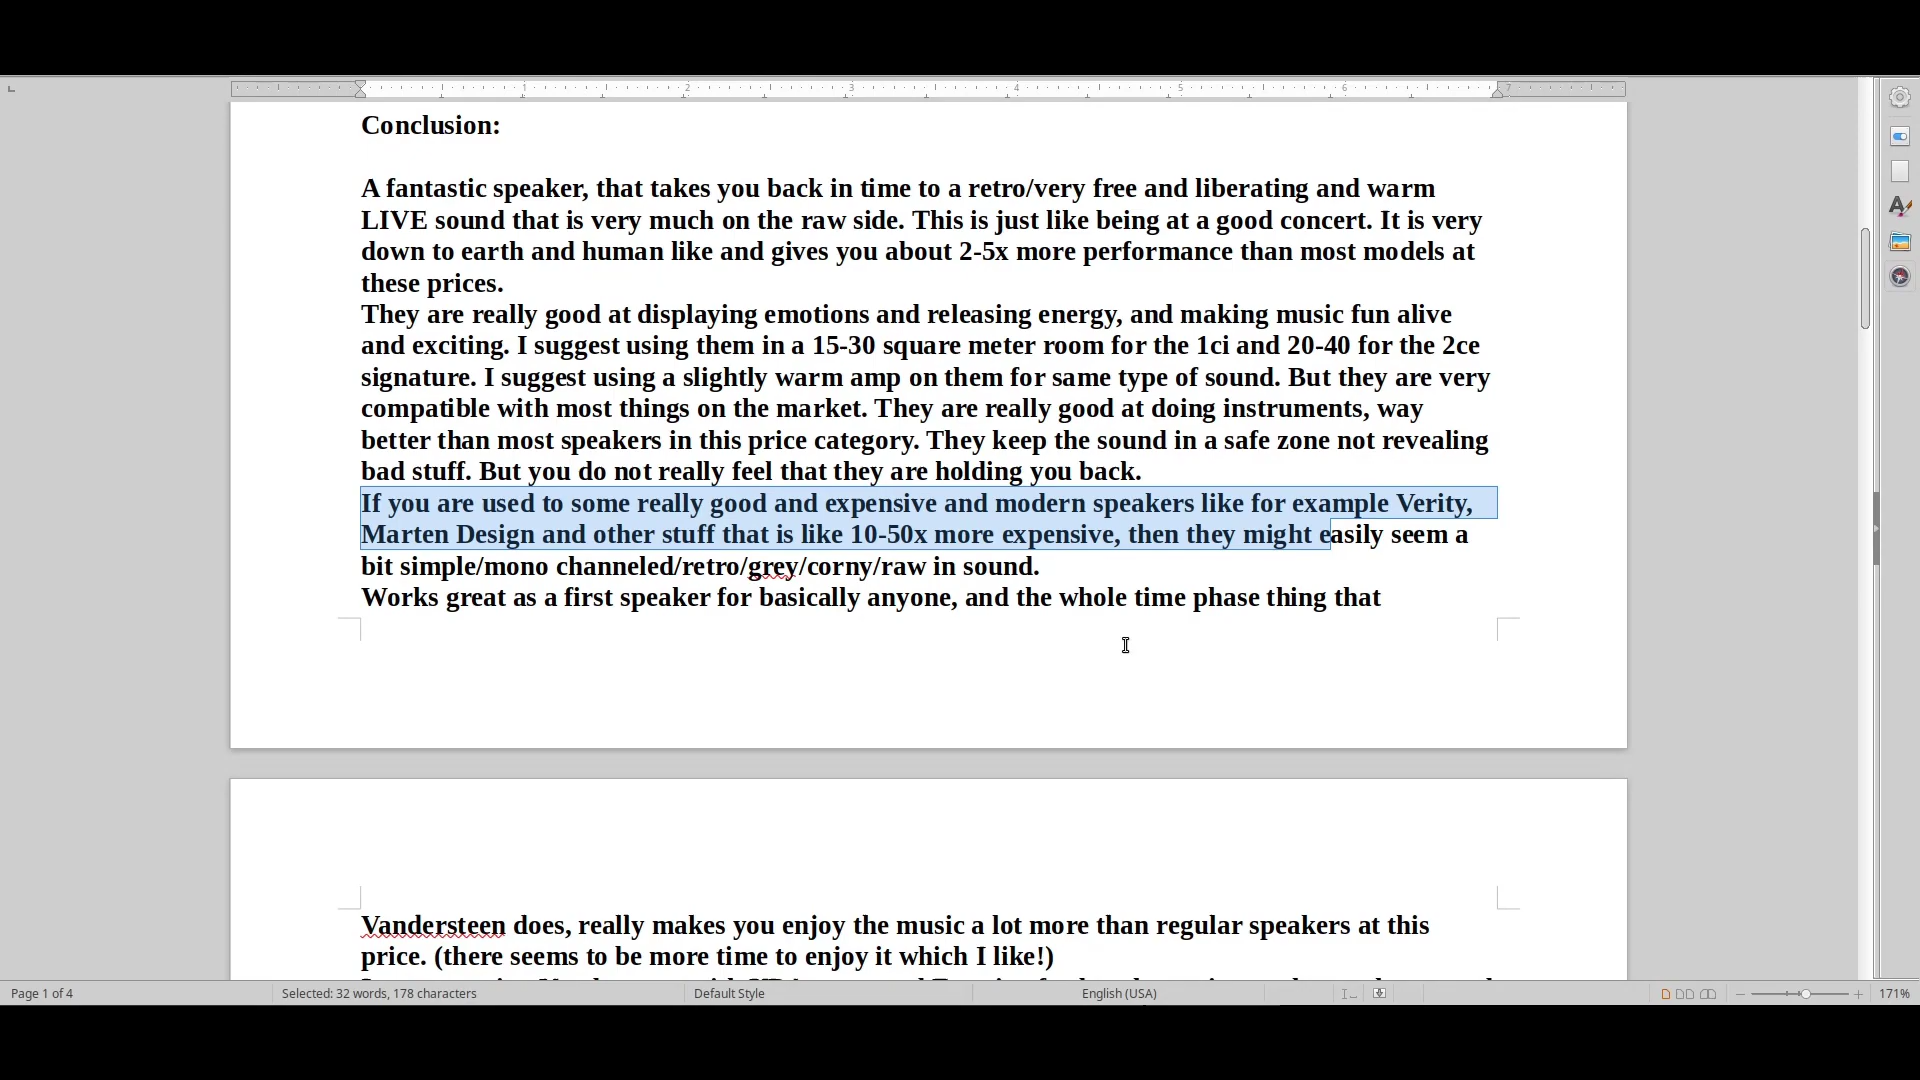 1 2 3 4 5 6 7
Conclusion:
A fantastic speaker, that takes you back in time to a retro/very free and liberating and warm
LIVE sound that is very much on the raw side. This is just like being at a good concert. It is very
down to earth and human like and gives you about 2-5x more performance than most models at
these prices.
They are really good at displaying emotions and releasing energy, and making music fun alive
and exciting. I suggest using them in a 15-30 square meter room for the 1ci and 20-40 for the 2ce
signature. I suggest using a slightly warm amp on them for same type of sound. But they are very
compatible with most things on the market. They are really good at doing instruments, way
better than most speakers in this price category. They keep the sound in a safe zone not revealing
bad stuff. But you do not really feel that they are holding you back.
If you are used to some really good and expensive and modern speakers like for example Verity,
Marten Design and other stuff that is like 10-50x more expensive, then they might easily seem a
bit simple/mono channeled/retro/grey/corny/raw in sound.
Works great as a first speaker for basically anyone, and the whole time phase thing that
Vandersteen does, really makes you enjoy the music a lot more than regular speakers at this
price. (there seems to be more time to enjoy it which I like!)
Page 1 of 4 Selected: 32 words, 178 characters Default Style English (USA) 171%